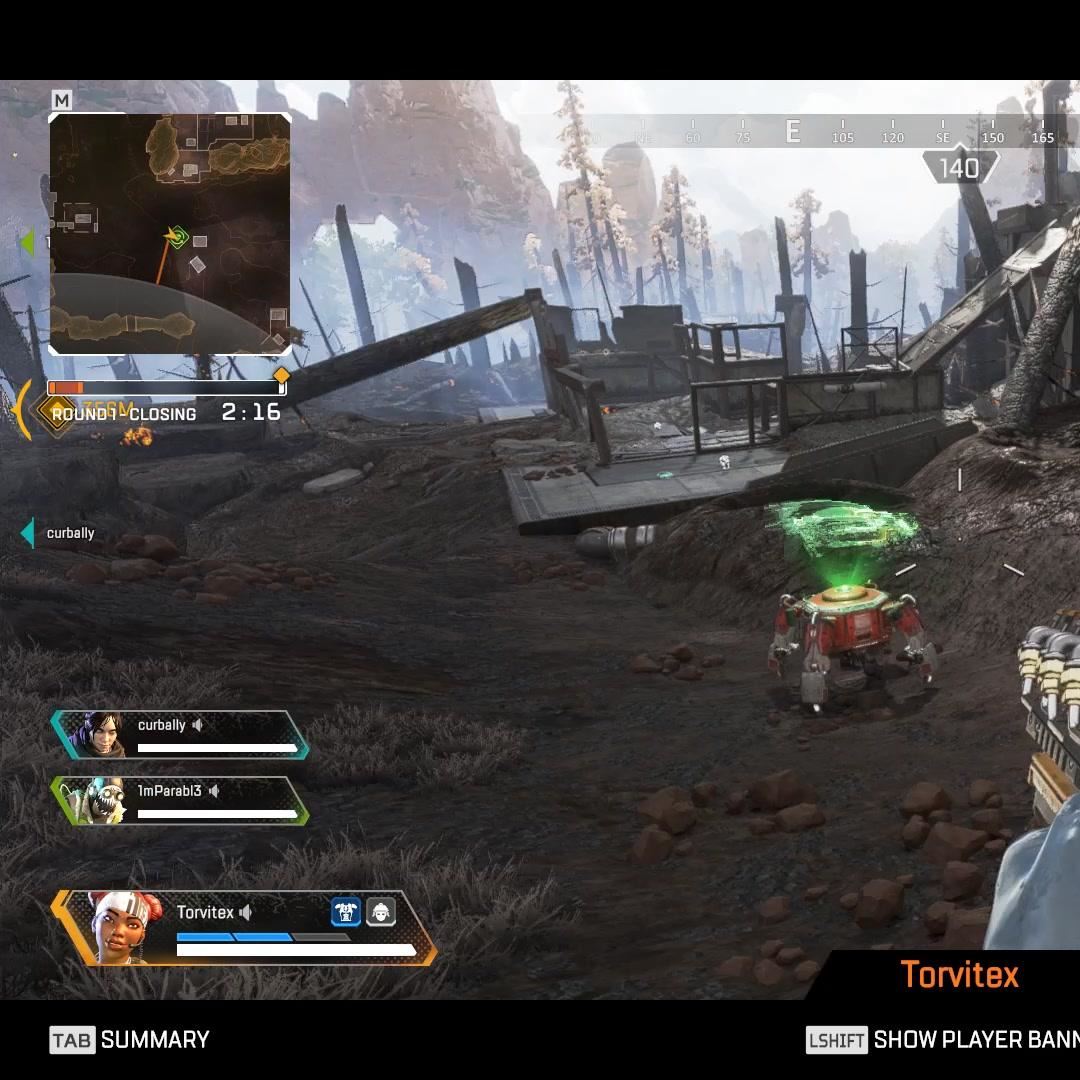 M
NE 60 75 E 105 120 SE 150 165
140
ROUND 1 - CLOSING 2:16
curbally
curbally
1mParabl3
Torvitex
Torvitex
TAB SUMMARY
LSHIFT SHOW PLAYER BANN